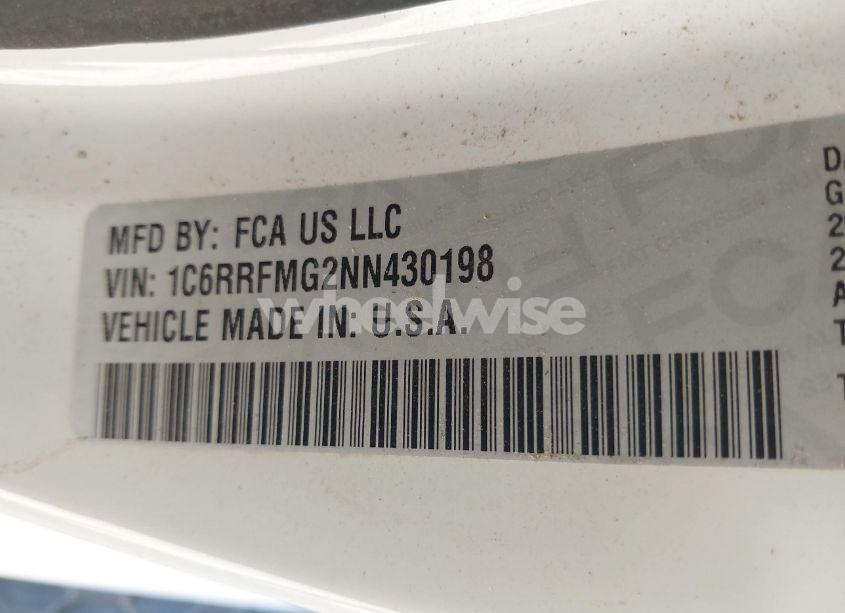 MFD BY: FCA US LLC
VIN: 1C6RRFMG2NN430198
VEHICLE MADE IN: U.S.A.
wheelwise